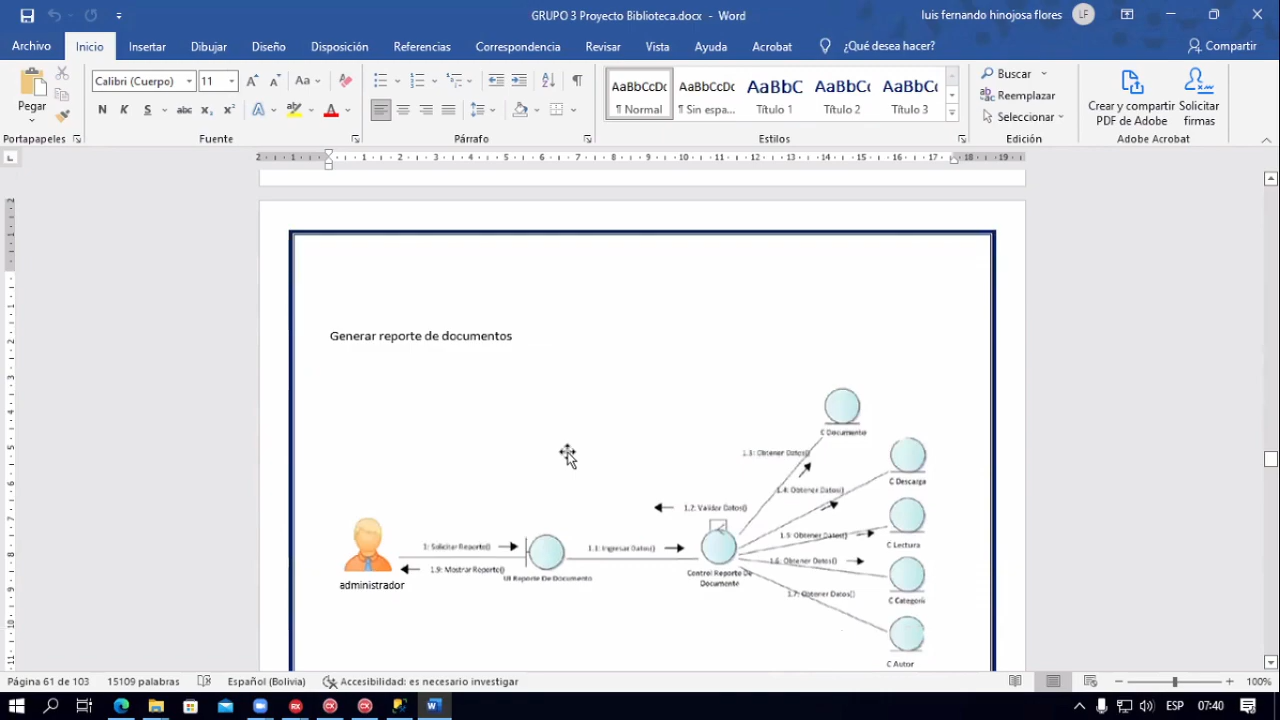 GRUPO 3 Proyecto Biblioteca.docx - Word
luis fernando hinojosa flores
LF
Archivo
Inicio
Insertar
Dibujar
Diseño
Disposición
Referencias
Correspondencia
Revisar
Vista
Ayuda
Acrobat
¿Qué desea hacer?
Compartir
Pegar
Calibri (Cuerpo)
11
AaBbCcDc
AaBbCcDc
AaBbC
AaBbCc
AaBbCc
¶ Normal
¶ Sin espa...
Título 1
Título 2
Título 3
Buscar
Reemplazar
Seleccionar
Crear y compartir
PDF de Adobe
Solicitar
firmas
Portapapeles
Fuente
Párrafo
Estilos
Edición
Adobe Acrobat
Generar reporte de documentos
C Documento
1.3: Obtener Datos()
C Descarga
1.4: Obtener Datos()
1.2: Validar Datos()
1.5: Obtener Datos()
C Lectura
1: Solicitar Reporte()
1.1: Ingresar Datos()
1.6: Obtener Datos()
1.9: Mostrar Reporte()
UI Reporte De Documento
Control Reporte De
Documento
administrador
1.7: Obtener Datos()
C Categoria
C Autor
Página 61 de 103
15109 palabras
Español (Bolivia)
Accesibilidad: es necesario investigar
100%
ESP
07:40